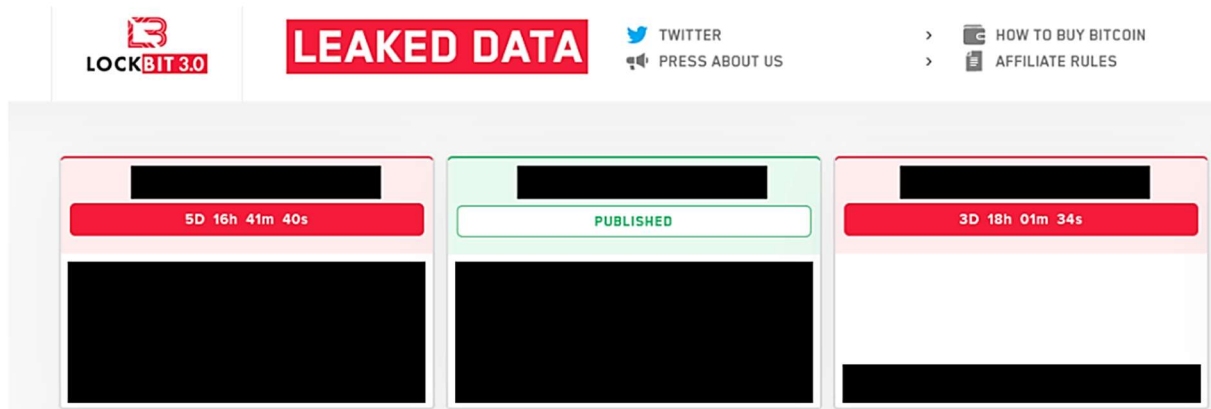 LOCKBIT 3.0
LEAKED DATA
TWITTER
PRESS ABOUT US
> HOW TO BUY BITCOIN
> AFFILIATE RULES
5D 16h 41m 40s
PUBLISHED
3D 18h 01m 34s